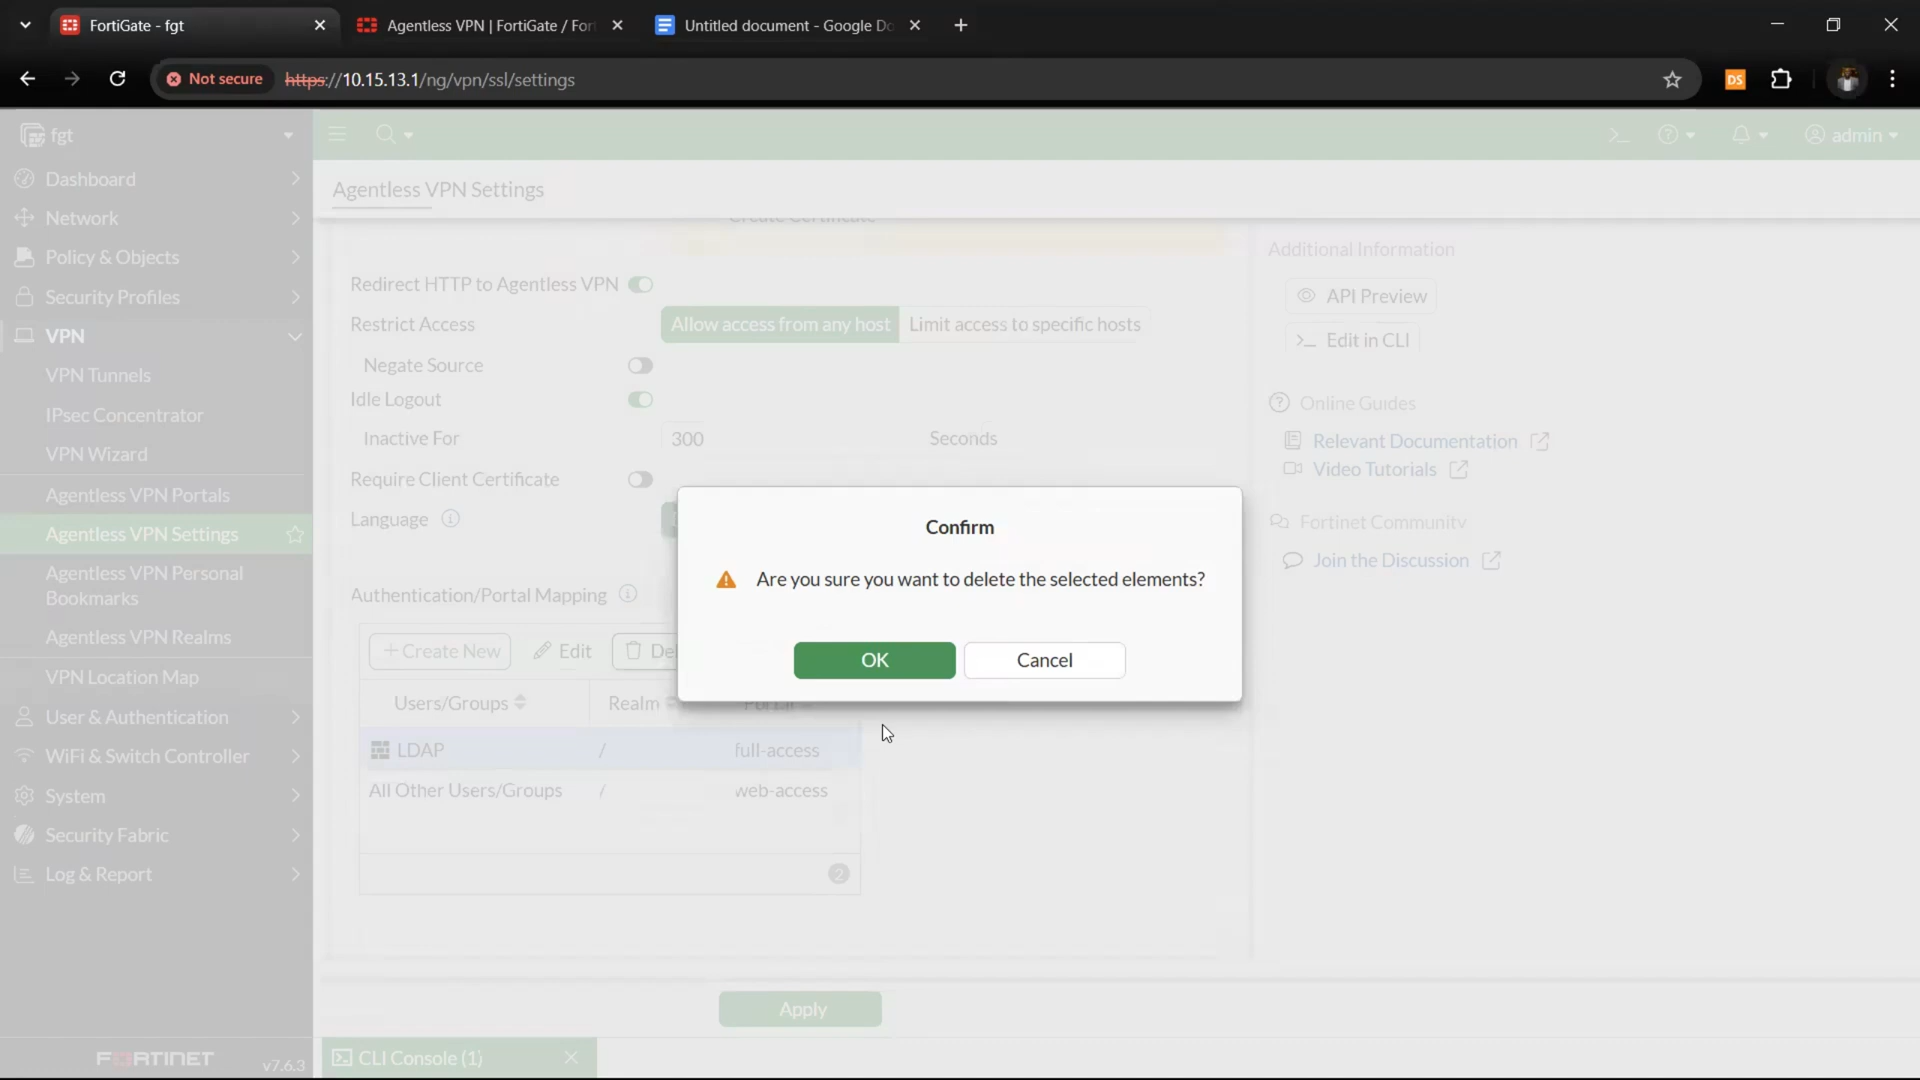 FortiGate - fgt
Agentless VPN | FortiGate / For
Untitled document - Google Do
Not secure
https://10.15.13.1/ng/vpn/ssl/settings
DS
fgt
admin
Dashboard
Network
Policy & Objects
Security Profiles
VPN
VPN Tunnels
IPsec Concentrator
VPN Wizard
Agentless VPN Portals
Agentless VPN Settings
Agentless VPN Personal
Bookmarks
Agentless VPN Realms
VPN Location Map
User & Authentication
WiFi & Switch Controller
System
Security Fabric
Log & Report
FORTINET
v7.6.3
Agentless VPN Settings
Create Certificate
Redirect HTTP to Agentless VPN
Restrict Access
Allow access from any host
Limit access to specific hosts
Negate Source
Idle Logout
Inactive For
300
Seconds
Require Client Certificate
Language
Authentication/Portal Mapping
+ Create New
Edit
Del
Users/Groups
Realm
Portal
LDAP
/
full-access
All Other Users/Groups
/
web-access
2
Confirm
Are you sure you want to delete the selected elements?
OK
Cancel
Apply
CLI Console (1)
Additional Information
API Preview
>_ Edit in CLI
Online Guides
Relevant Documentation
Video Tutorials
Fortinet Community
Join the Discussion